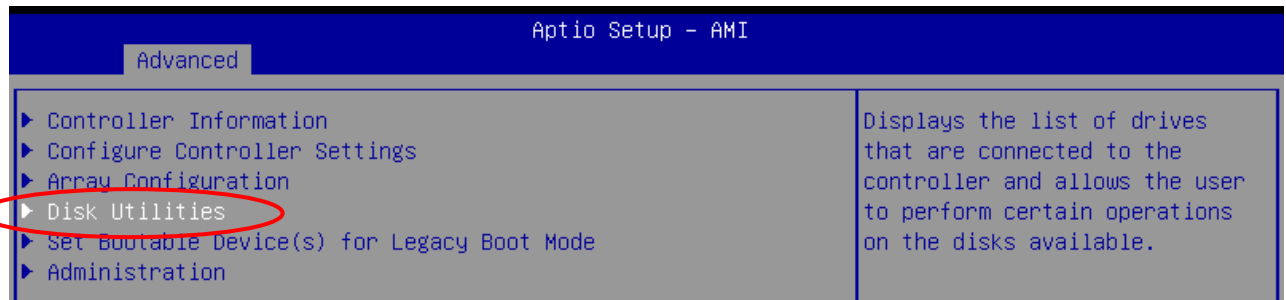 Aptio Setup – AMI
Advanced
▶ Controller Information
▶ Configure Controller Settings
▶ Array Configuration
▶ Disk Utilities
▶ Set Bootable Device(s) for Legacy Boot Mode
▶ Administration
Displays the list of drives
that are connected to the
controller and allows the user
to perform certain operations
on the disks available.